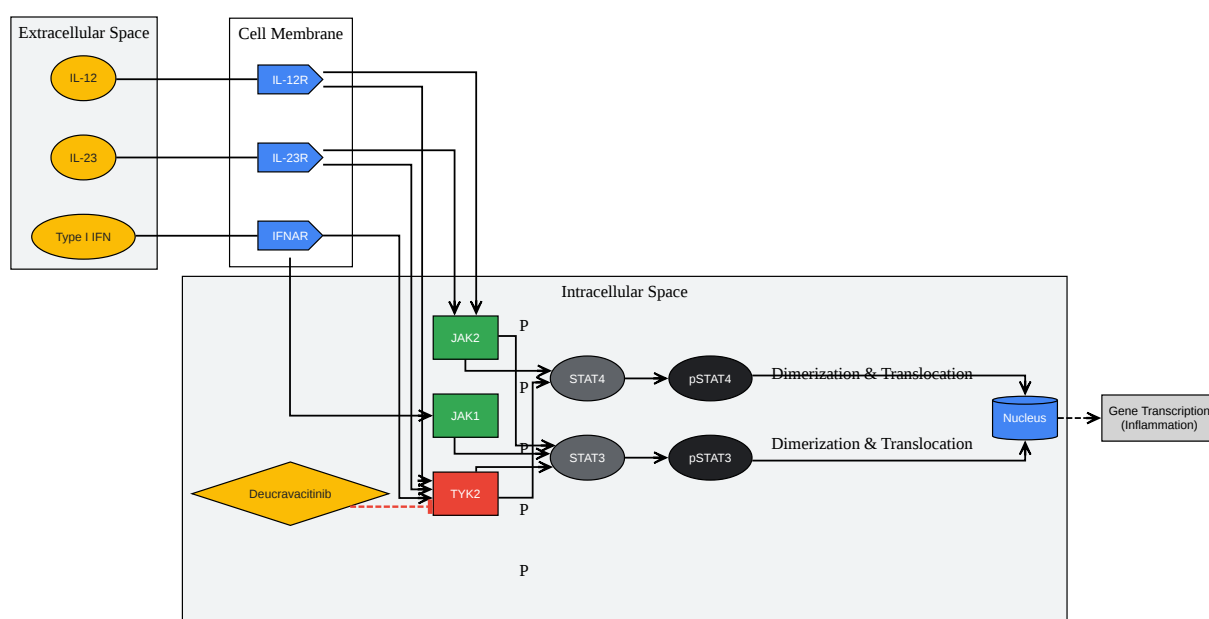 Extracellular Space
Cell Membrane
IL-12
IL-12R
IL-23
IL-23R
Type I IFN
IFNAR
Intracellular Space
P
JAK2
Dimerization & Translocation
STAT4
pSTAT4
P
JAK1
Nucleus
Gene Transcription
(Inflammation)
Dimerization & Translocation
P
STAT3
pSTAT3
Deucravacitinib
TYK2
P
P